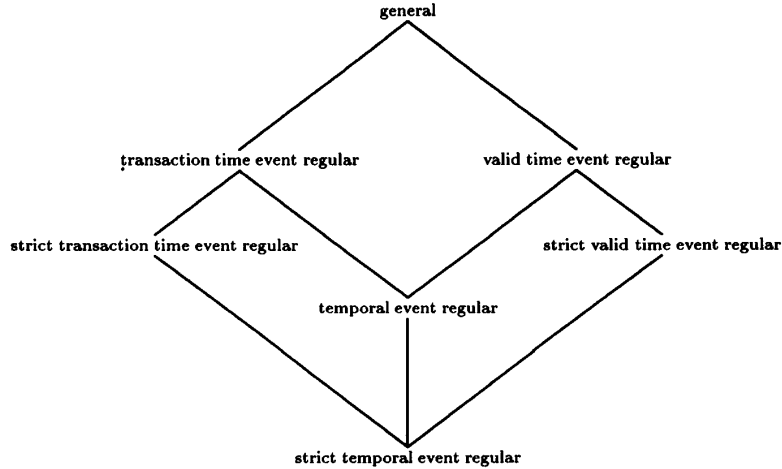 general
transaction time event regular
valid time event regular
strict transaction time event regular
strict valid time event regular
temporal event regular
strict temporal event regular